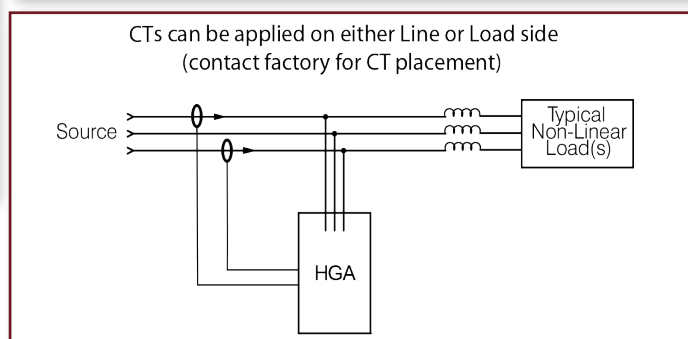 CTs can be applied on either Line or Load side
(contact factory for CT placement)
Source
Typical
Non-Linear
Load(s)
HGA